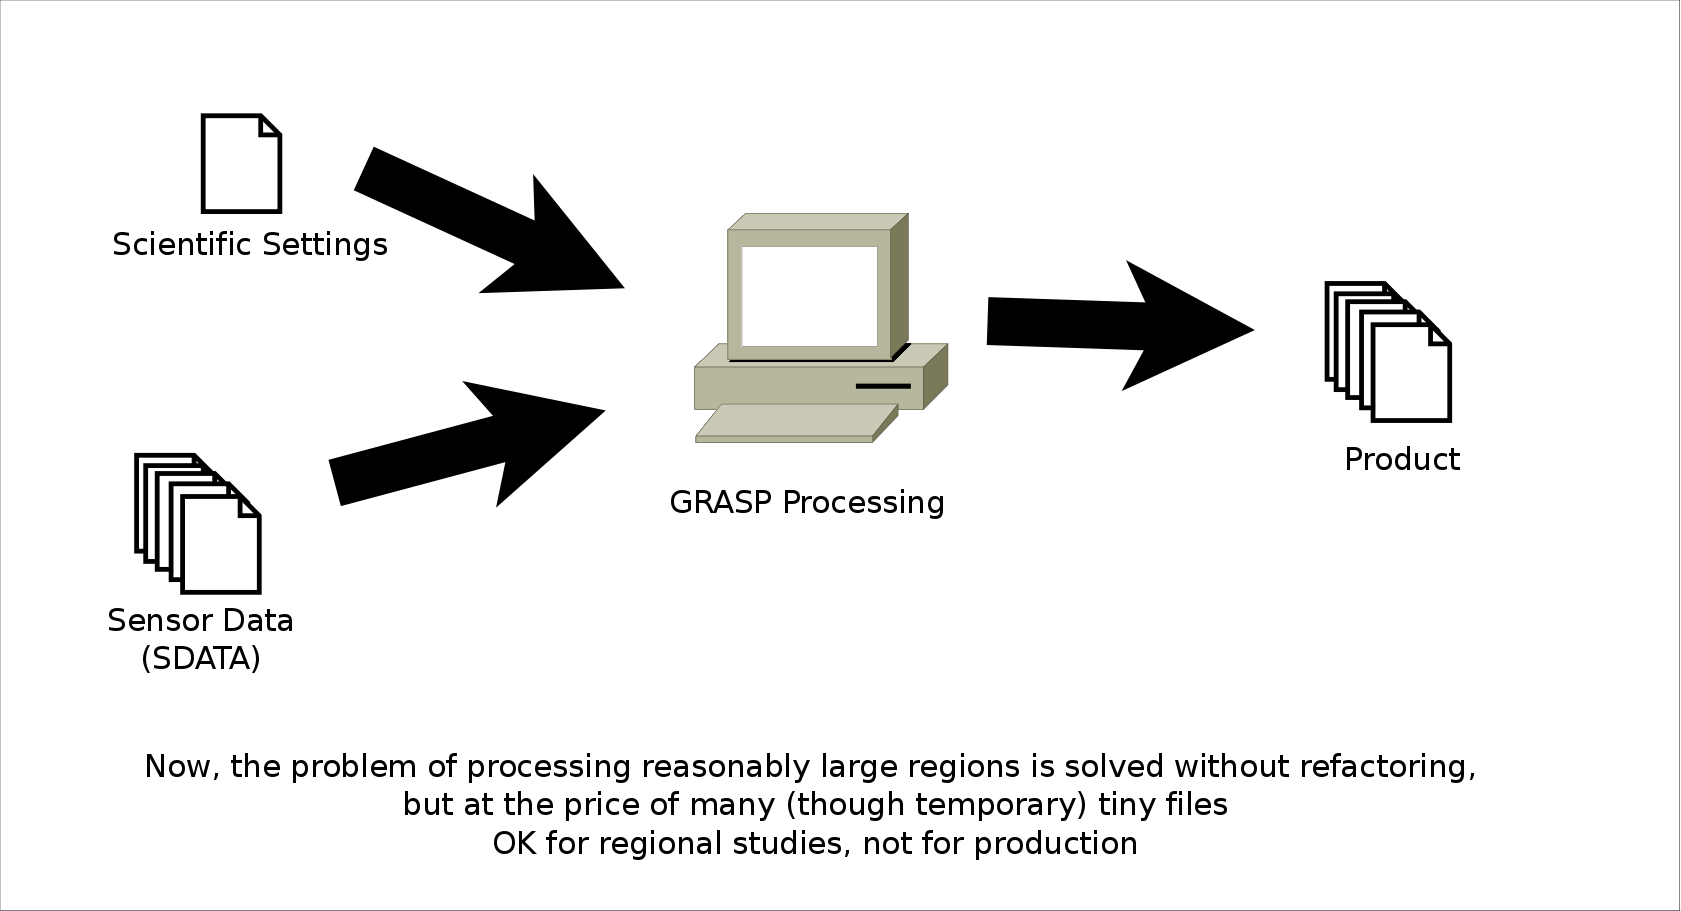 Scientific Settings
Sensor Data
(SDATA)
GRASP Processing
Product
Now, the problem of processing reasonably large regions is solved without refactoring,
but at the price of many (though temporary) tiny files
OK for regional studies, not for production